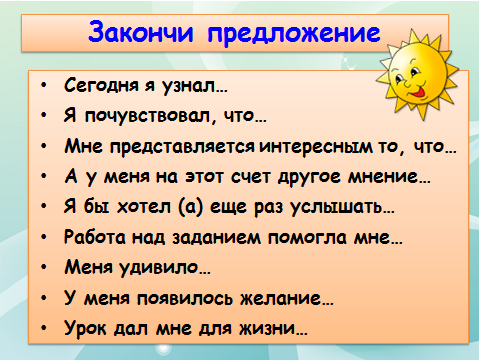 Закончи предложение
• Сегодня я узнал…
• Я почувствовал, что…
• Мне представляется интересным то, что…
• А у меня на этот счет другое мнение…
• Я бы хотел (а) еще раз услышать…
• Работа над заданием помогла мне…
• Меня удивило…
• У меня появилось желание…
• Урок дал мне для жизни…